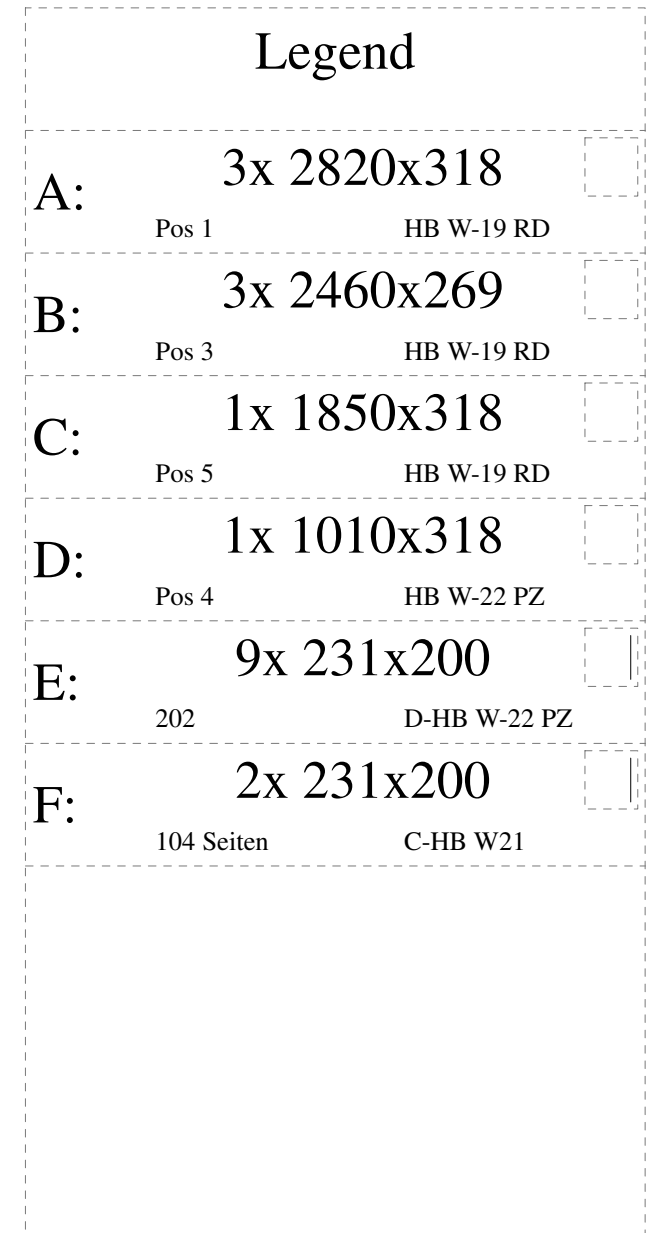 Legend
A:
3x 2820x318
Pos 1 HB W-19 RD
B:
3x 2460x269
Pos 3 HB W-19 RD
C:
1x 1850x318
Pos 5 HB W-19 RD
D:
1x 1010x318
Pos 4 HB W-22 PZ
E:
9x 231x200
202 D-HB W-22 PZ
F:
2x 231x200
104 Seiten C-HB W21